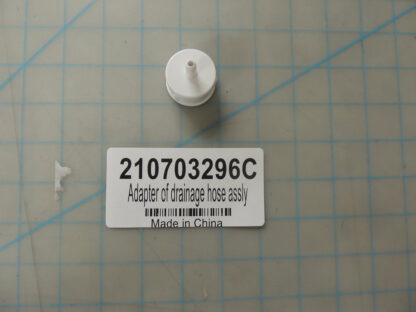 210703296C
Adapter of drainage hose assly
Made in China